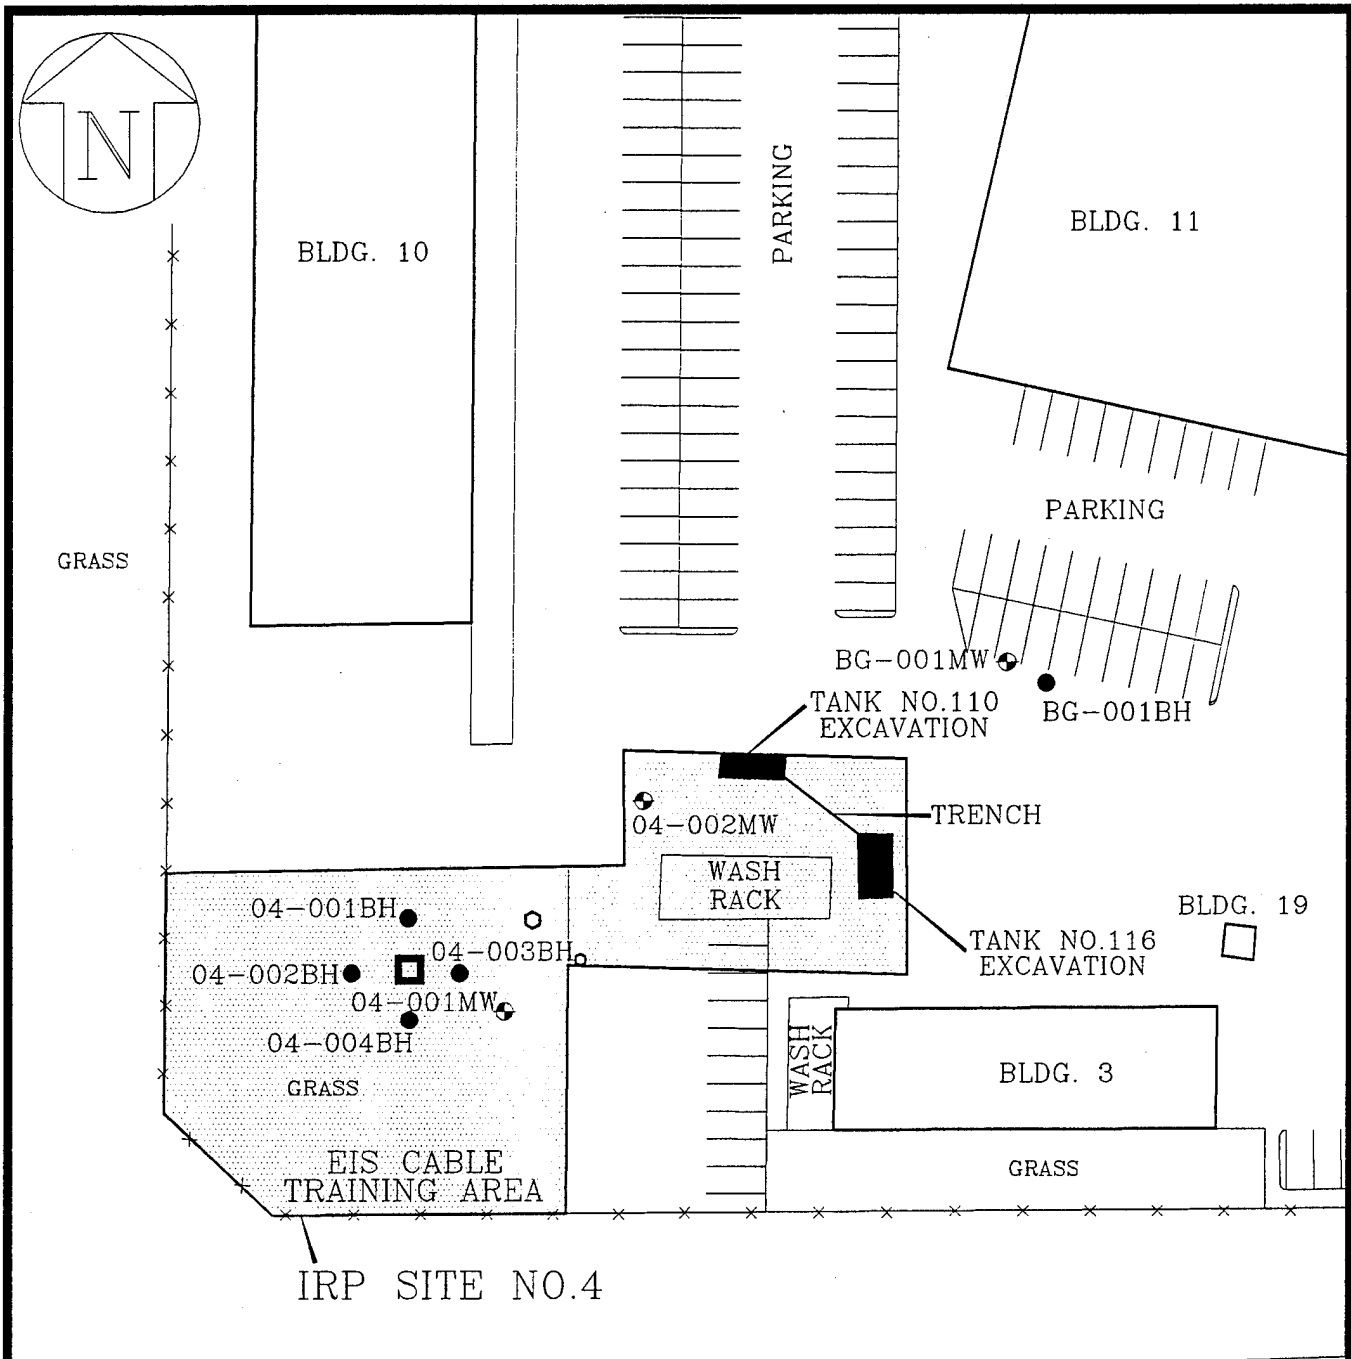 N
BLDG. 10
PARKING
BLDG. 11
PARKING
GRASS
BG-001MW
BG-001BH
TANK NO.110
EXCAVATION
TRENCH
04-002MW
WASH
RACK
BLDG. 19
04-001BH
04-003BH
TANK NO.116
EXCAVATION
04-002BH
04-001MW
04-004BH
WASH
RACK
BLDG. 3
GRASS
EIS CABLE
TRAINING AREA
GRASS
IRP SITE NO.4